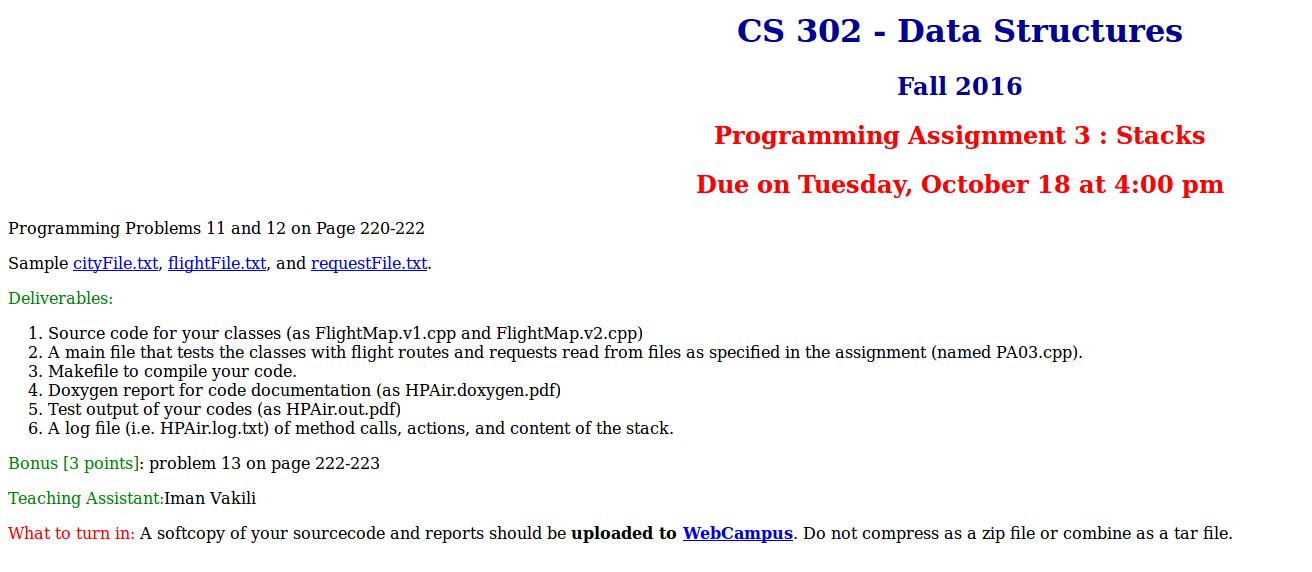 CS 302 - Data Structures
Fall 2016
Programming Assignment 3 : Stacks
Due on Tuesday, October 18 at 4:00 pm
Programming Problems 11 and 12 on Page 220-222
Sample cityFile.txt, flightFile.txt, and requestFile.txt.
Deliverables:
1. Source code for your classes (as FlightMap.v1.cpp and FlightMap.v2.cpp)
2. A main file that tests the classes with flight routes and requests read from files as specified in the assignment (named PA03.cpp).
3. Makefile to compile your code.
4. Doxygen report for code documentation (as HPAir.doxygen.pdf)
5. Test output of your codes (as HPAir.out.pdf)
6. A log file (i.e. HPAir.log.txt) of method calls, actions, and content of the stack.
Bonus [3 points]: problem 13 on page 222-223
Teaching Assistant:Iman Vakili
What to turn in: A softcopy of your sourcecode and reports should be uploaded to WebCampus. Do not compress as a zip file or combine as a tar file.